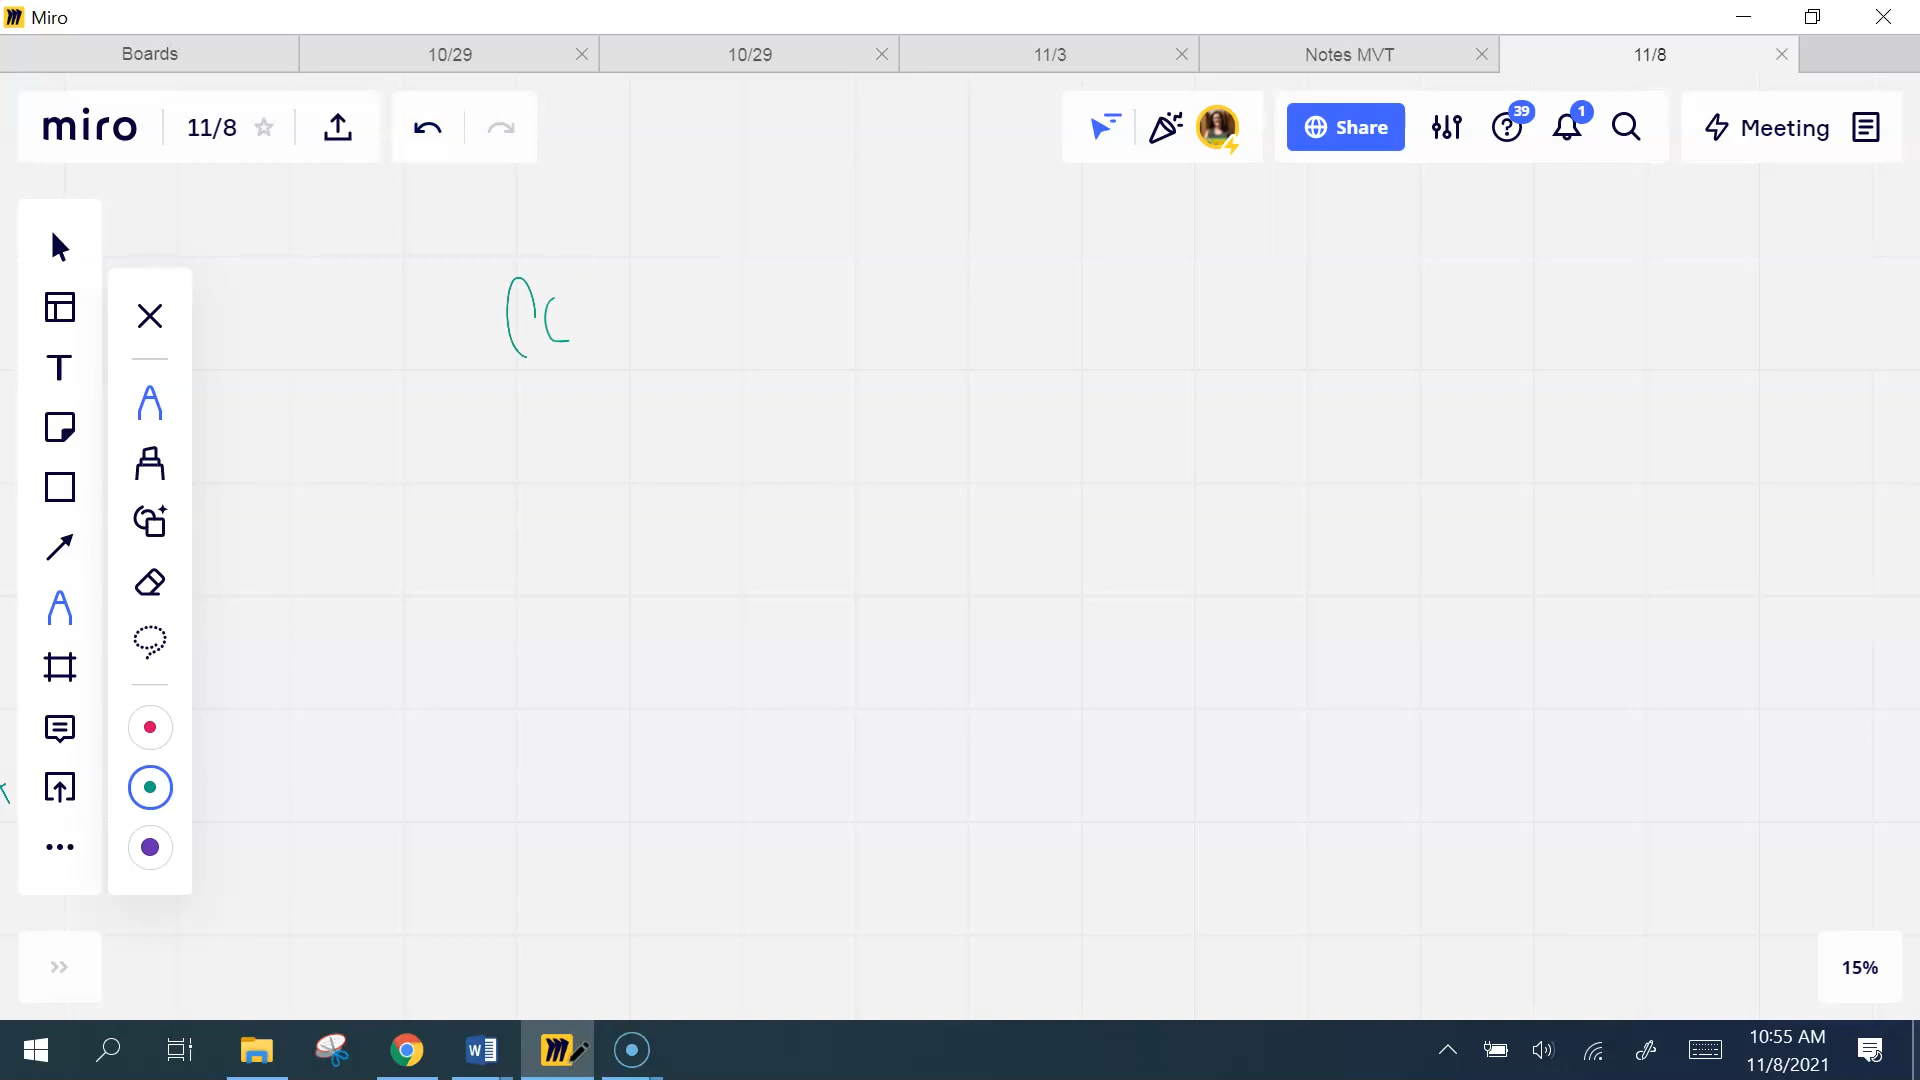 Miro
Boards 10/29 10/29 11/3 Notes MVT 11/8
miro 11/8 Share 39 1 Meeting
T
15%
10:55 AM
11/8/2021